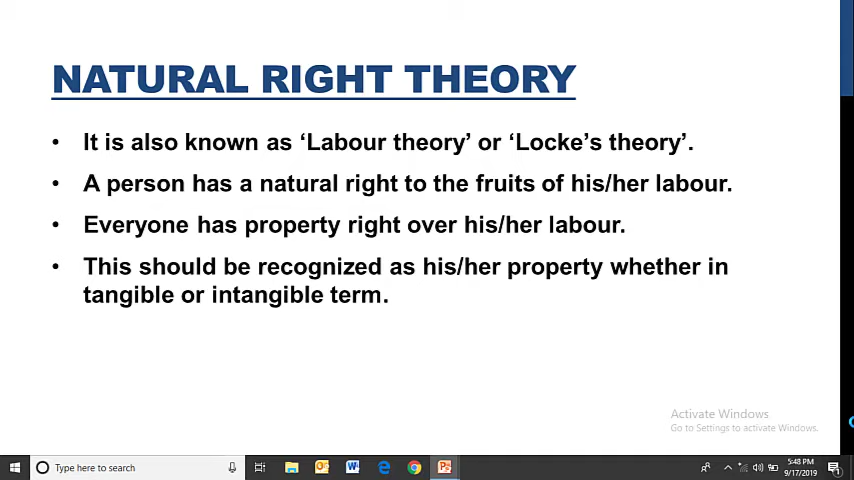 NATURAL RIGHT THEORY
• It is also known as ‘Labour theory’ or ‘Locke’s theory’.
• A person has a natural right to the fruits of his/her labour.
• Everyone has property right over his/her labour.
• This should be recognized as his/her property whether in
tangible or intangible term.
Activate Windows
Go to Settings to activate Windows.
Type here to search
5:48 PM
9/17/2019